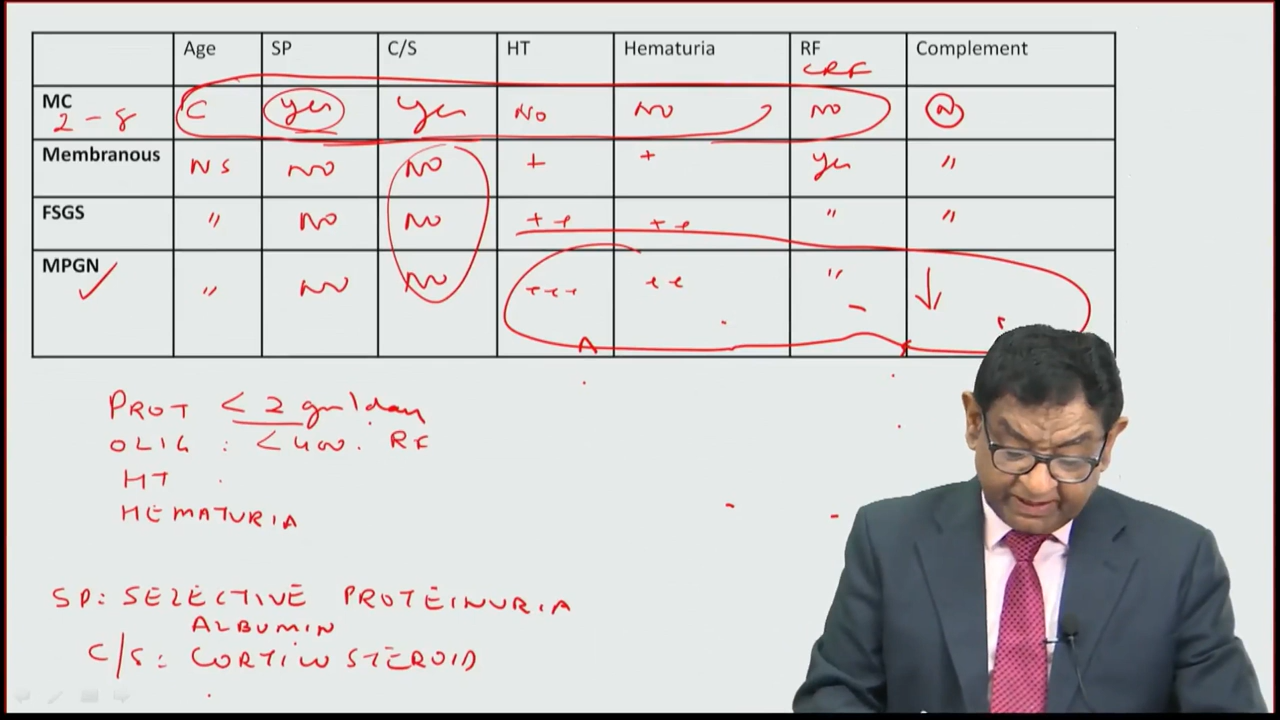 Age SP C/S HT Hematuria RF Complement
CRF
MC C Yes Yes No NO NO N
2 - 8
Membranous NS NO NO + + Yes "
FSGS " NO NO ++ ++ " "
MPGN " NO NO +++ ++ " ↓
A
PROT < 2 gm/day
OLIG : < 400. RF
HT
HEMATURIA
SP: SELECTIVE PROTEINURIA
ALBUMIN
C/S: CORTICOSTEROID